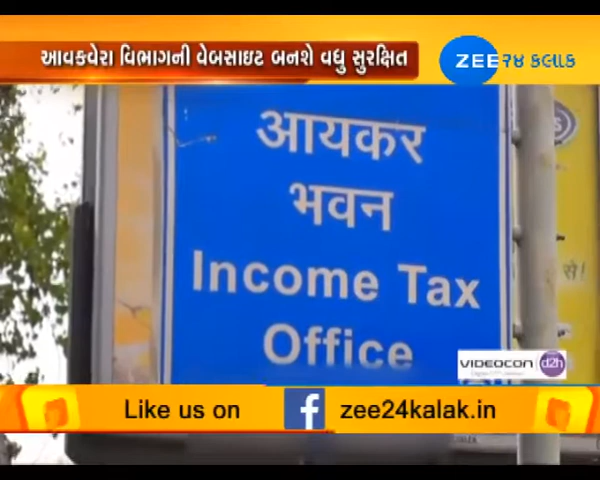 આવકવેરા વિભાગની વેબસાઇટ બનશે વધુ સુરક્ષિત
ZEE ૨૪ કલાક
आयकर
भवन
Income Tax
Office
VIDEOCON d2h
Like us on f zee24kalak.in